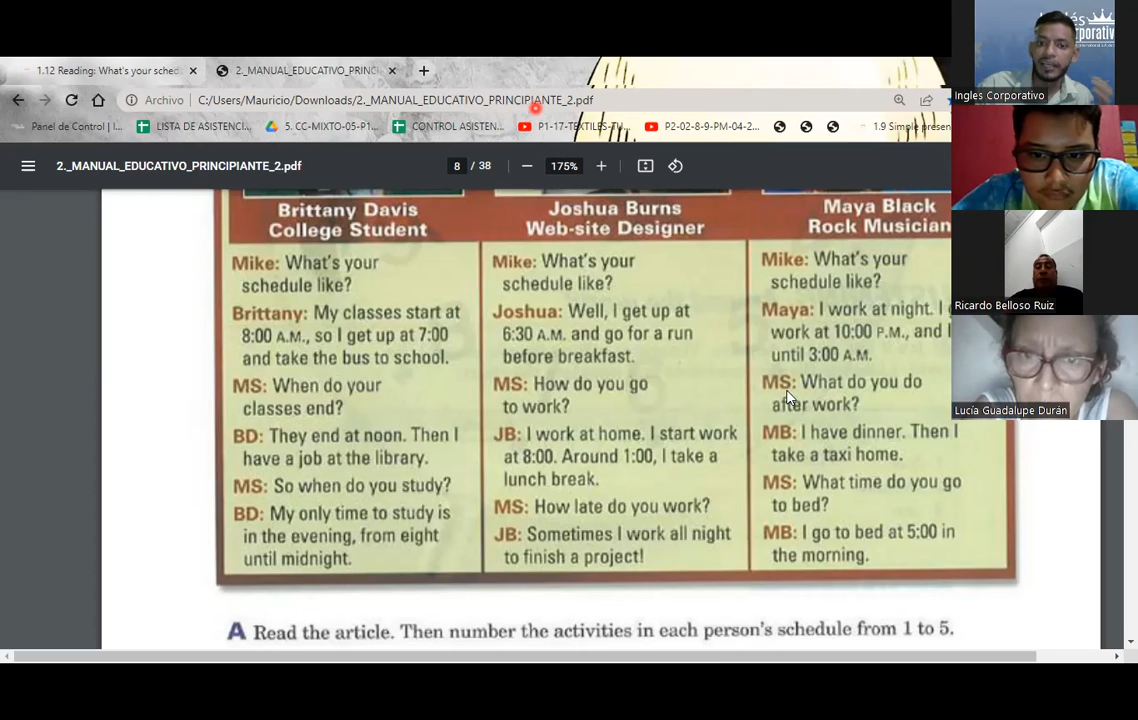 Inglés
Corporativo
Ingles Corporativo
Ricardo Belloso Ruiz
Lucía Guadalupe Durán
1.12 Reading: What's your sched
2._MANUAL_EDUCATIVO_PRINCI
Archivo
C:/Users/Mauricio/Downloads/2._MANUAL_EDUCATIVO_PRINCIPIANTE_2.pdf
Panel de Control | I...
LISTA DE ASISTENCI...
5. CC-MIXTO-05-P1...
CONTROL ASISTEN...
P1-17-TEXTILES-TU...
P2-02-8-9-PM-04-2...
1.9 Simple presen
2._MANUAL_EDUCATIVO_PRINCIPIANTE_2.pdf
8 / 38
175%
Brittany Davis
College Student
Mike: What's your
schedule like?
Brittany: My classes start at
8:00 A.M., so I get up at 7:00
and take the bus to school.
MS: When do your
classes end?
BD: They end at noon. Then I
have a job at the library.
MS: So when do you study?
BD: My only time to study is
in the evening, from eight
until midnight.
Joshua Burns
Web-site Designer
Mike: What's your
schedule like?
Joshua: Well, I get up at
6:30 A.M. and go for a run
before breakfast.
MS: How do you go
to work?
JB: I work at home. I start work
at 8:00. Around 1:00, I take a
lunch break.
MS: How late do you work?
JB: Sometimes I work all night
to finish a project!
Maya Black
Rock Musician
Mike: What's your
schedule like?
Maya: I work at night. I
work at 10:00 P.M., and I
until 3:00 A.M.
MS: What do you do
after work?
MB: I have dinner. Then I
take a taxi home.
MS: What time do you go
to bed?
MB: I go to bed at 5:00 in
the morning.
A Read the article. Then number the activities in each person's schedule from 1 to 5.